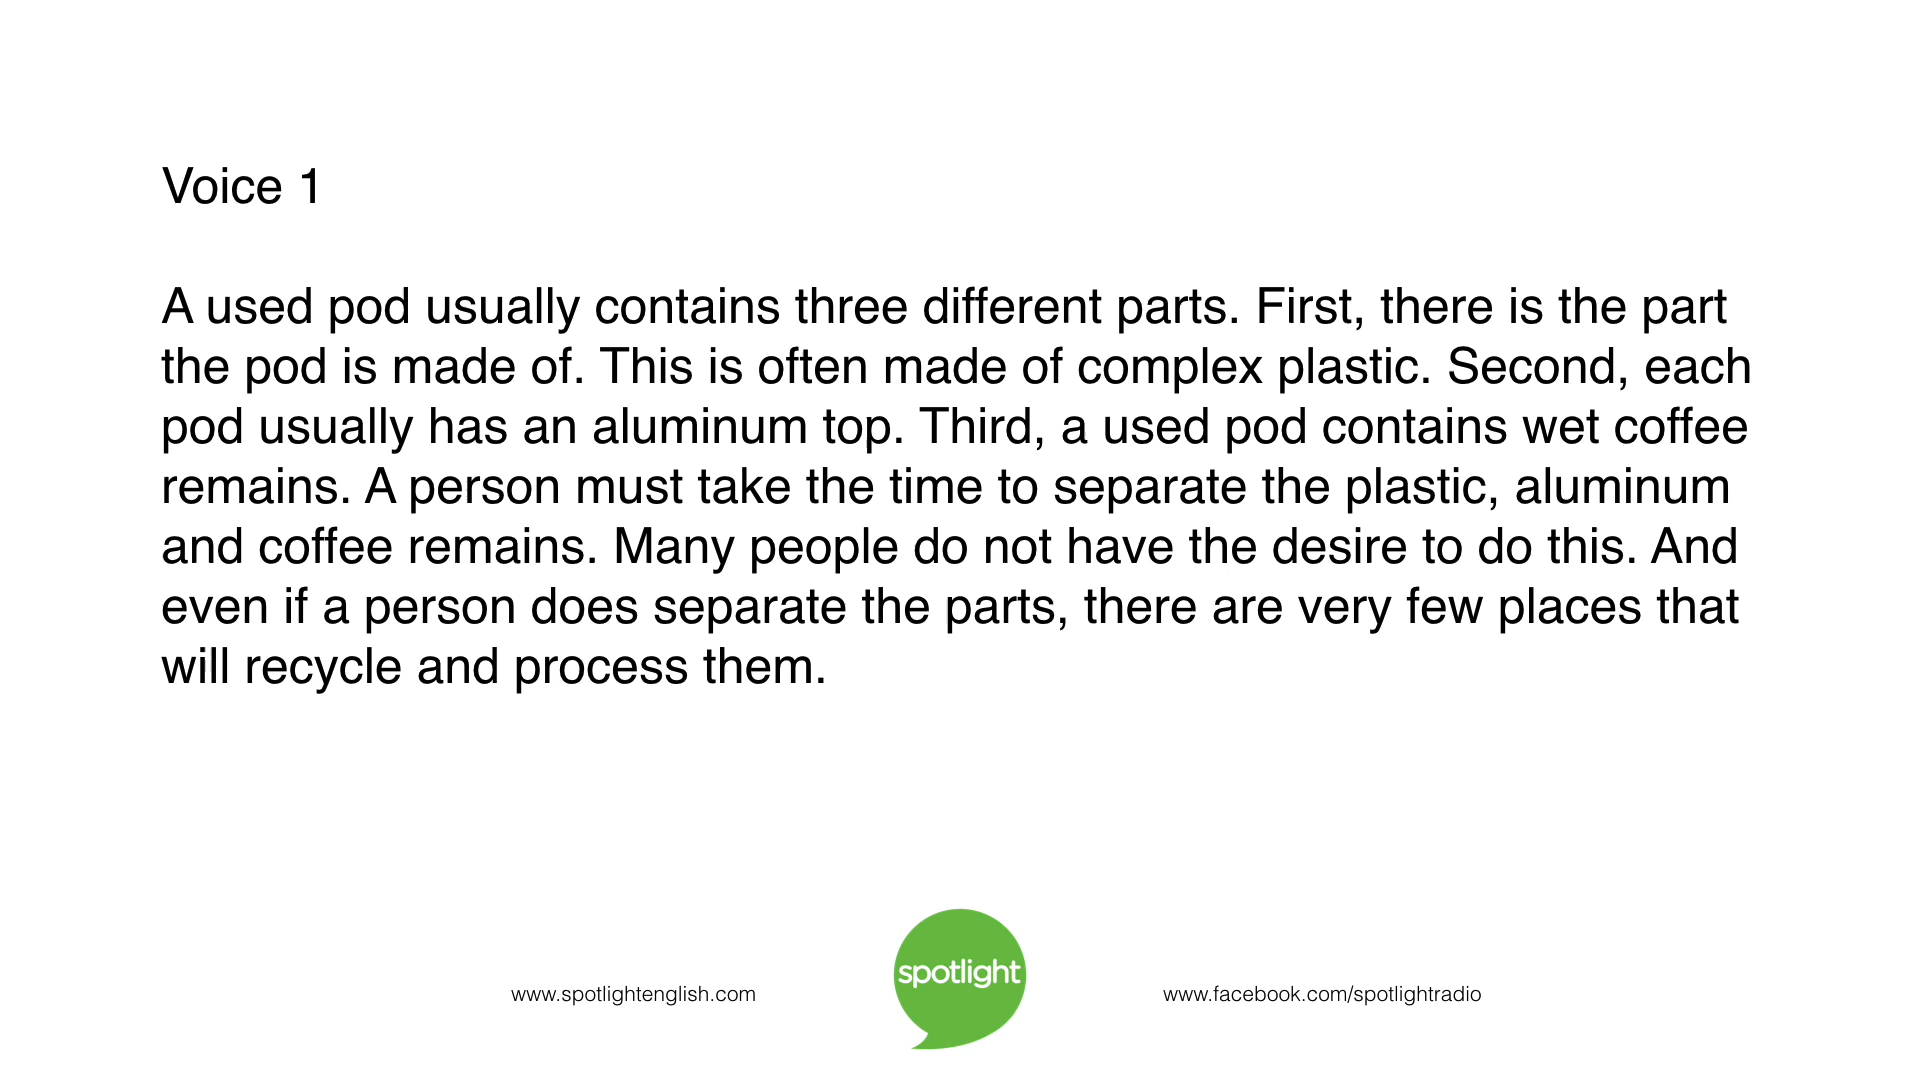 Voice 1
A used pod usually contains three different parts. First, there is the part
the pod is made of. This is often made of complex plastic. Second, each
pod usually has an aluminum top. Third, a used pod contains wet coffee
remains. A person must take the time to separate the plastic, aluminum
and coffee remains. Many people do not have the desire to do this. And
even if a person does separate the parts, there are very few places that
will recycle and process them.
spotlight
www.spotlightenglish.com
www.facebook.com/spotlightradio